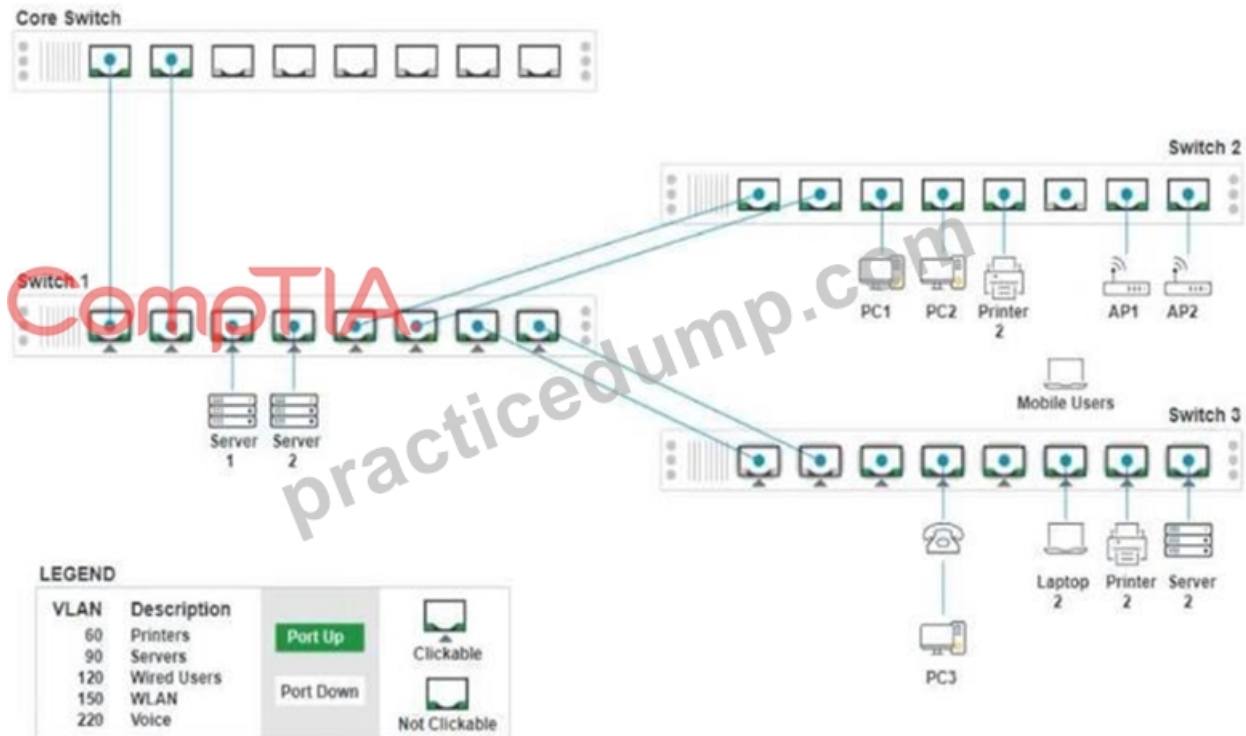 Core Switch
Switch 2
PC1
PC2
Printer
2
AP1
AP2
Switch 1
CompTIA
Server
1
Server
2
practicedump.com
Mobile Users
Switch 3
Laptop
2
Printer
2
Server
2
PC3
LEGEND
VLAN Description
60 Printers
90 Servers
120 Wired Users
150 WLAN
220 Voice
Port Up
Port Down
Clickable
Not Clickable